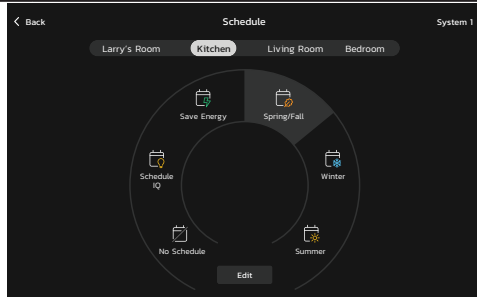 Back
Schedule
System 1
Larry's Room
Kitchen
Living Room
Bedroom
Save Energy
Spring/Fall
Schedule
IQ
Winter
No Schedule
Summer
Edit